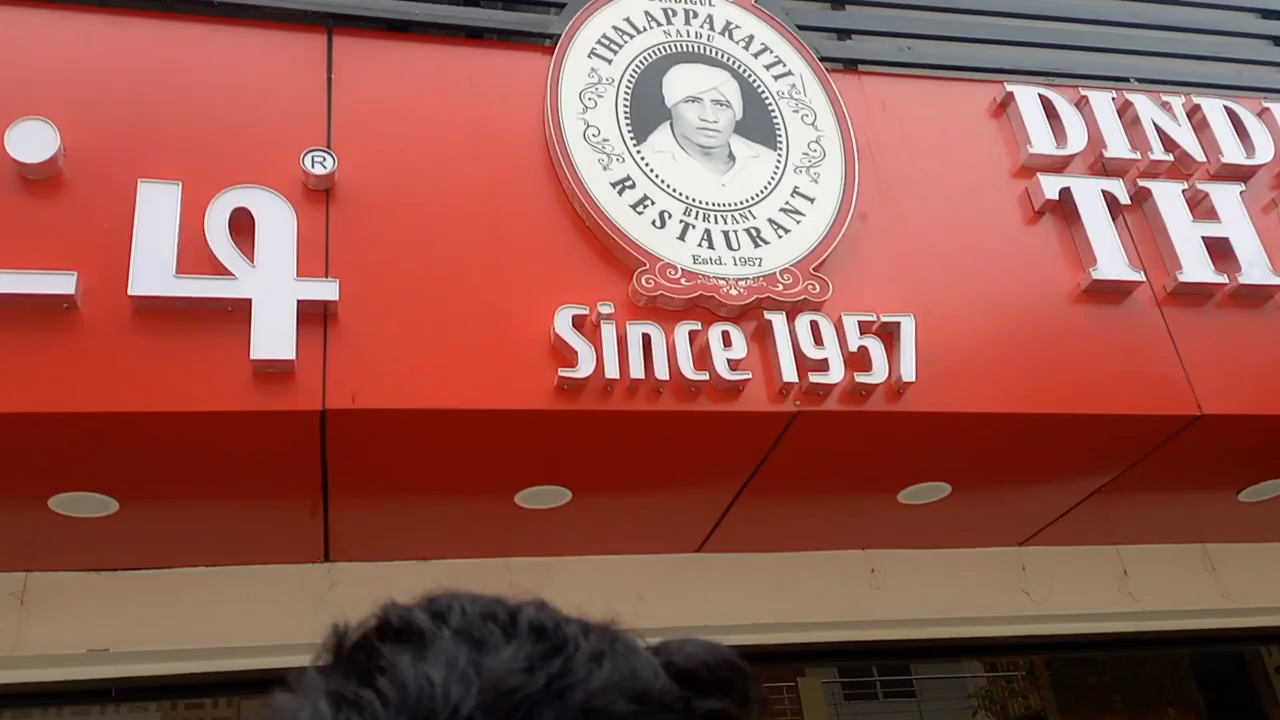 டி®
DINDIGUL
THALAPPAKATTI
NAIDU
BIRIYANI
RESTAURANT
Estd. 1957
Since 1957
DIND
TH